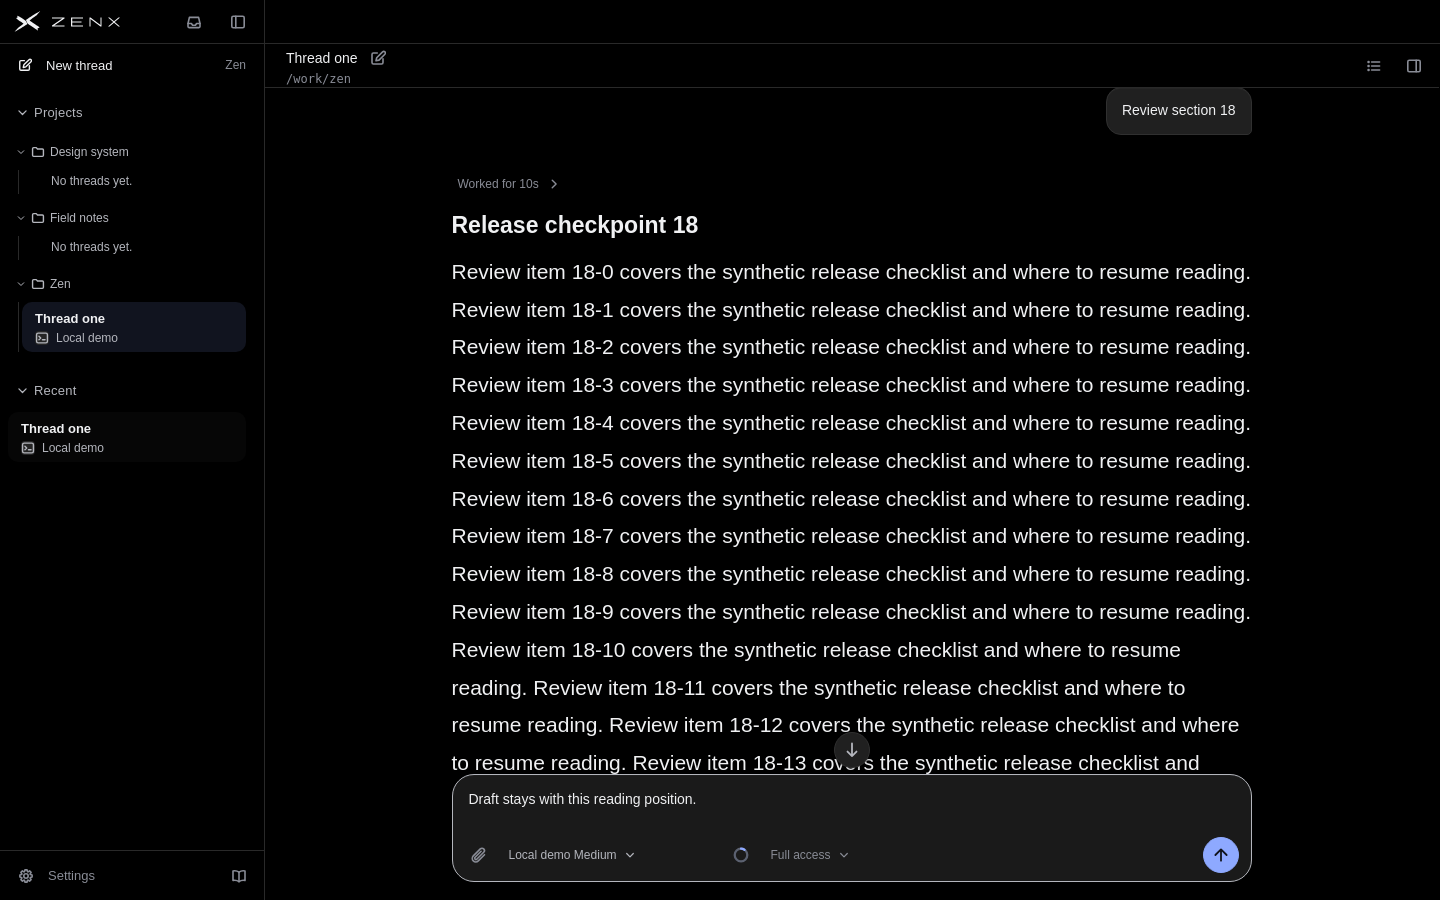 ZENX
New thread Zen
Projects
Design system
No threads yet.
Field notes
No threads yet.
Zen
Thread one
Local demo
Recent
Thread one
Local demo
Settings
Thread one
/work/zen
Review section 18
Worked for 10s
Release checkpoint 18
Review item 18-0 covers the synthetic release checklist and where to resume reading.
Review item 18-1 covers the synthetic release checklist and where to resume reading.
Review item 18-2 covers the synthetic release checklist and where to resume reading.
Review item 18-3 covers the synthetic release checklist and where to resume reading.
Review item 18-4 covers the synthetic release checklist and where to resume reading.
Review item 18-5 covers the synthetic release checklist and where to resume reading.
Review item 18-6 covers the synthetic release checklist and where to resume reading.
Review item 18-7 covers the synthetic release checklist and where to resume reading.
Review item 18-8 covers the synthetic release checklist and where to resume reading.
Review item 18-9 covers the synthetic release checklist and where to resume reading.
Review item 18-10 covers the synthetic release checklist and where to resume
reading. Review item 18-11 covers the synthetic release checklist and where to
resume reading. Review item 18-12 covers the synthetic release checklist and where
to resume reading. Review item 18-13 covers the synthetic release checklist and
Draft stays with this reading position.
Local demo Medium Full access